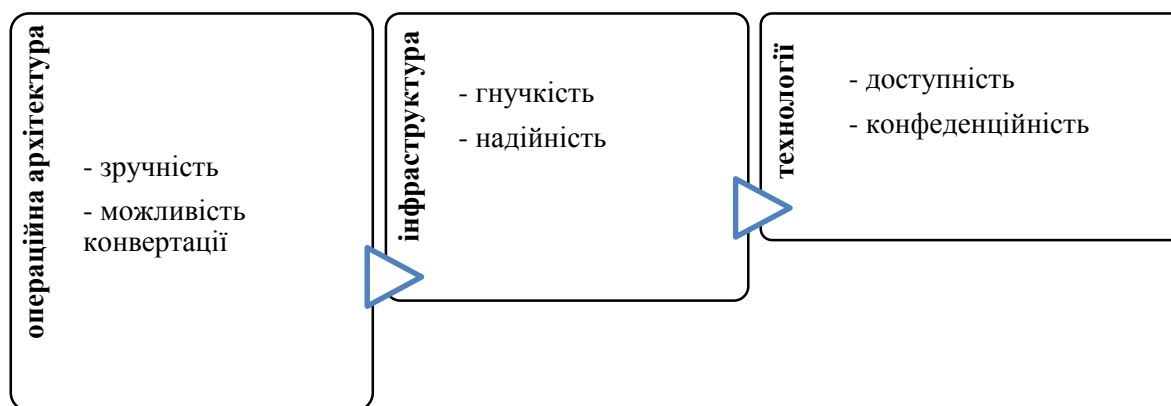 операційна архітектура
- зручність
- можливість
конвертації
інфраструктура
- гнучкість
- надійність
технології
- доступність
- конфеденційність